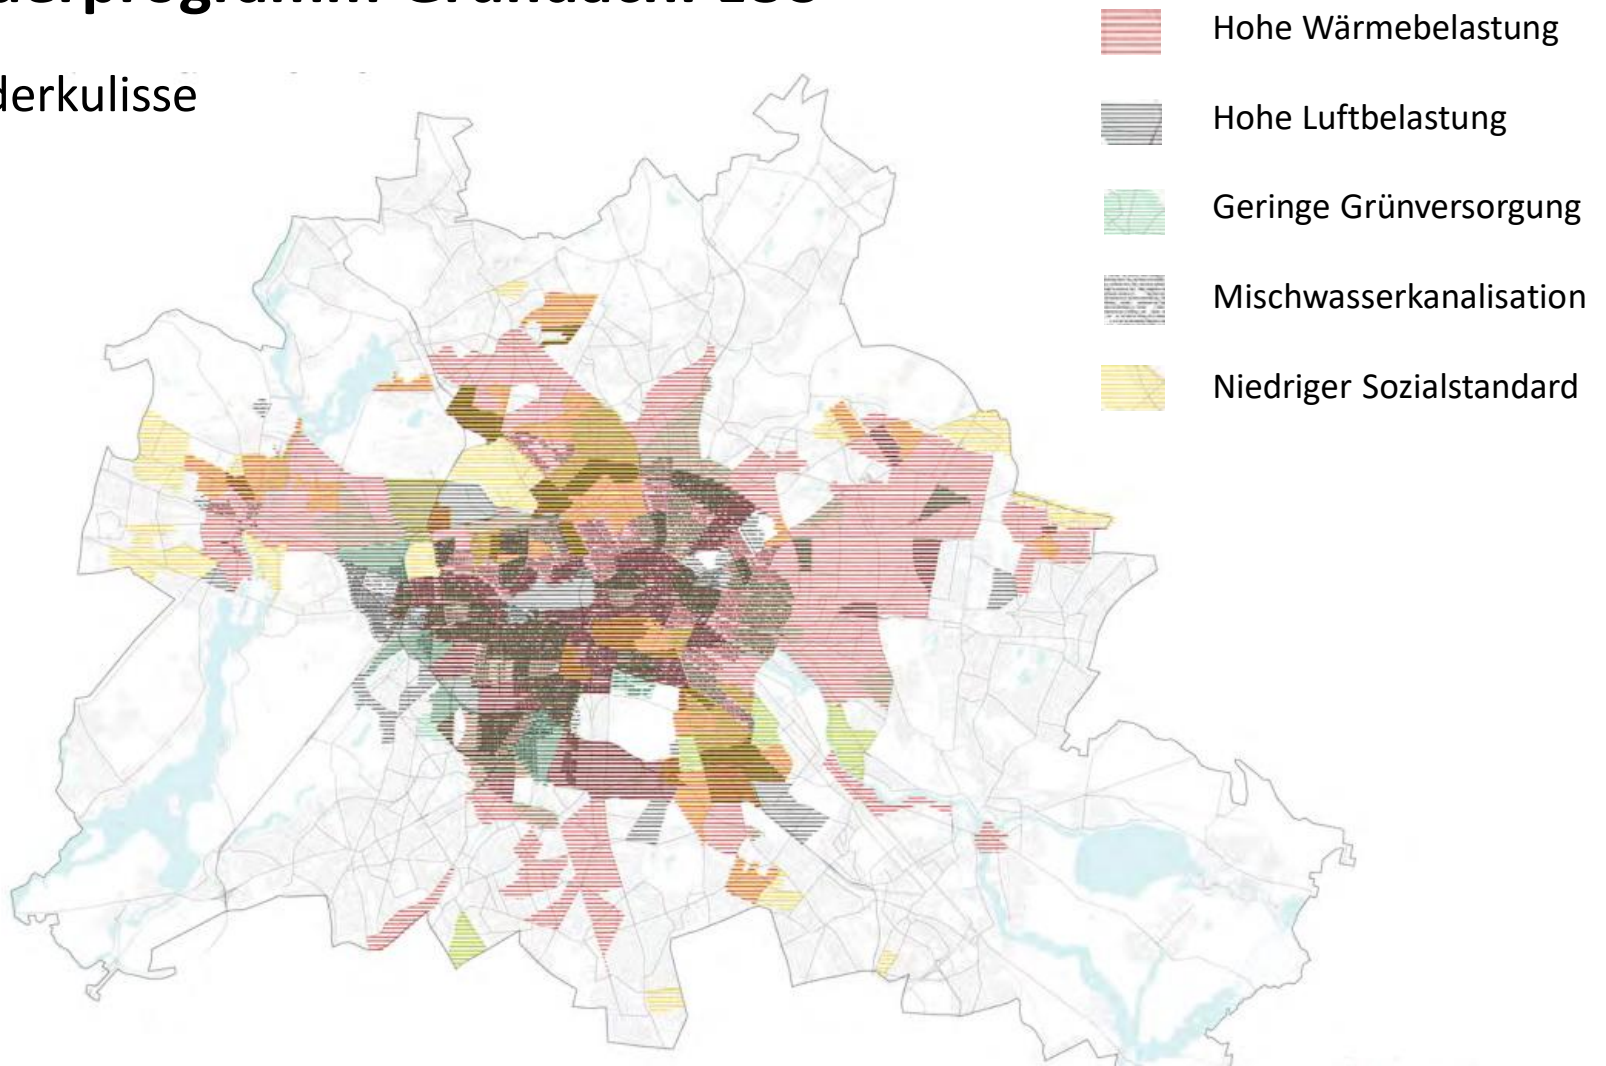 derkulisse
Hohe Wärmebelastung
Hohe Luftbelastung
Geringe Grünversorgung
Mischwasserkanalisation
Niedriger Sozialstandard